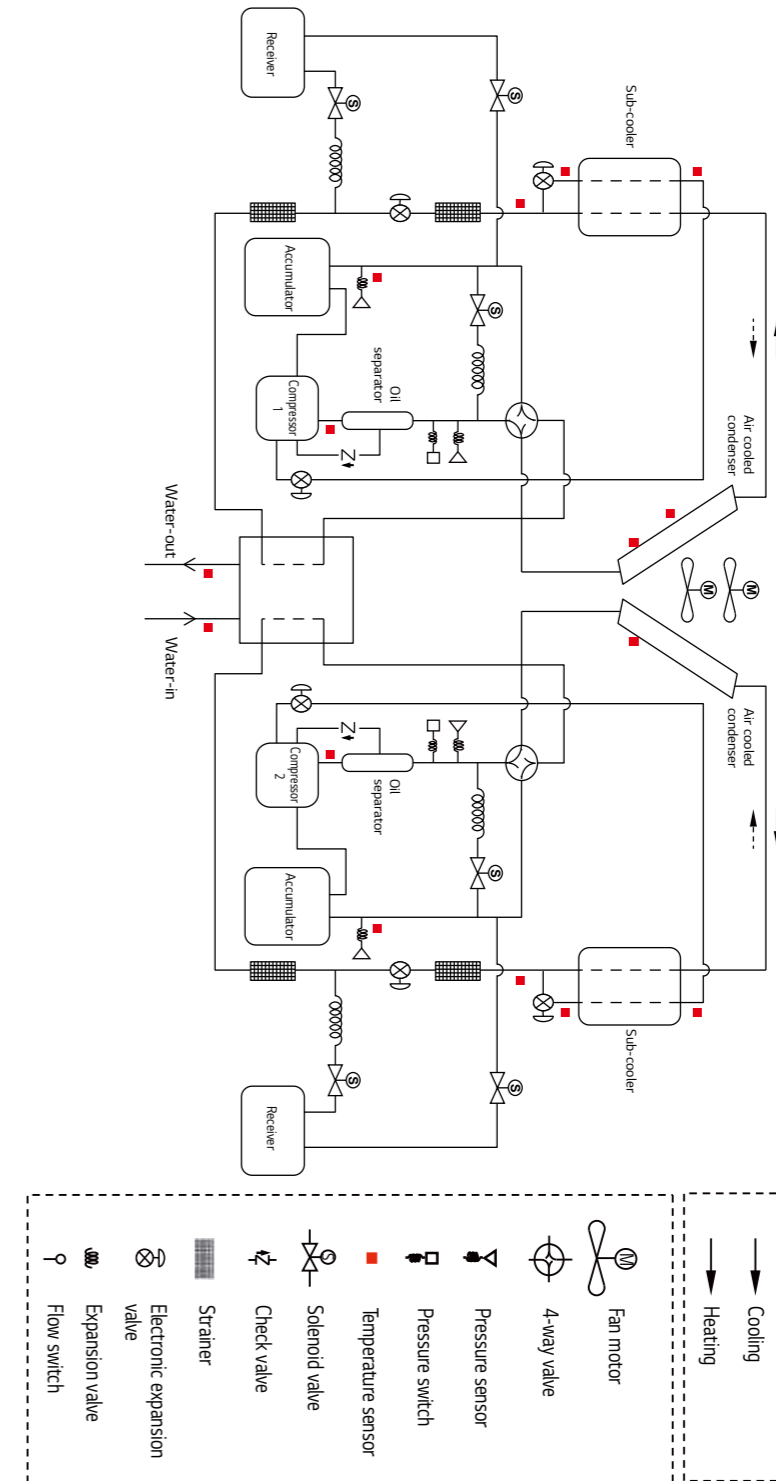 Receiver
Sub-cooler
S
S
Accumulator
S
Oil
separator
Compressor
1
Air cooled
condenser
M
M
Water-out
Water-in
Air cooled
condenser
Compressor
2
Oil
separator
S
Accumulator
Sub-cooler
S
S
Receiver
Cooling
Heating
M
Fan motor
4-way valve
Pressure sensor
Pressure switch
Temperature sensor
S
Solenoid valve
Check valve
Strainer
Electronic expansion
valve
Expansion valve
Flow switch